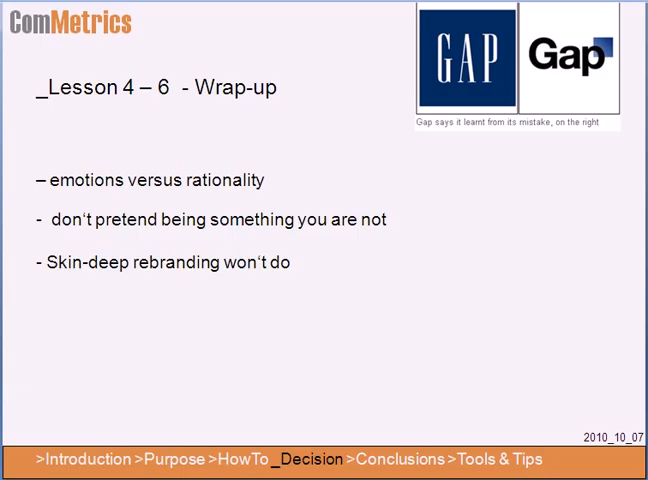 ComMetrics
GAP
Gap
Gap says it learnt from its mistake, on the right
_Lesson 4 – 6 - Wrap-up
– emotions versus rationality
- don‘t pretend being something you are not
- Skin-deep rebranding won‘t do
2010_10_07
>Introduction >Purpose >HowTo _Decision >Conclusions >Tools & Tips